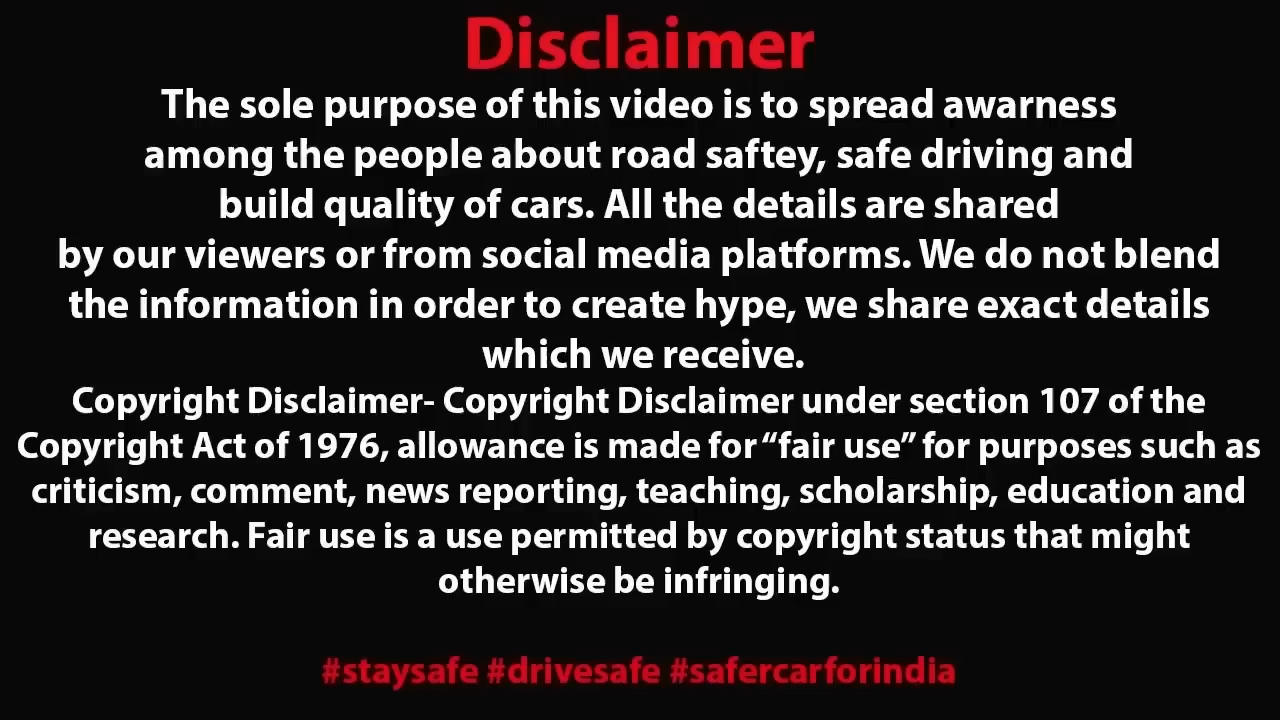 Disclaimer
The sole purpose of this video is to spread awarness
among the people about road saftey, safe driving and
build quality of cars. All the details are shared
by our viewers or from social media platforms. We do not blend
the information in order to create hype, we share exact details
which we receive.
Copyright Disclaimer- Copyright Disclaimer under section 107 of the
Copyright Act of 1976, allowance is made for “fair use” for purposes such as
criticism, comment, news reporting, teaching, scholarship, education and
research. Fair use is a use permitted by copyright status that might
otherwise be infringing.
#staysafe #drivesafe #safercarforindia